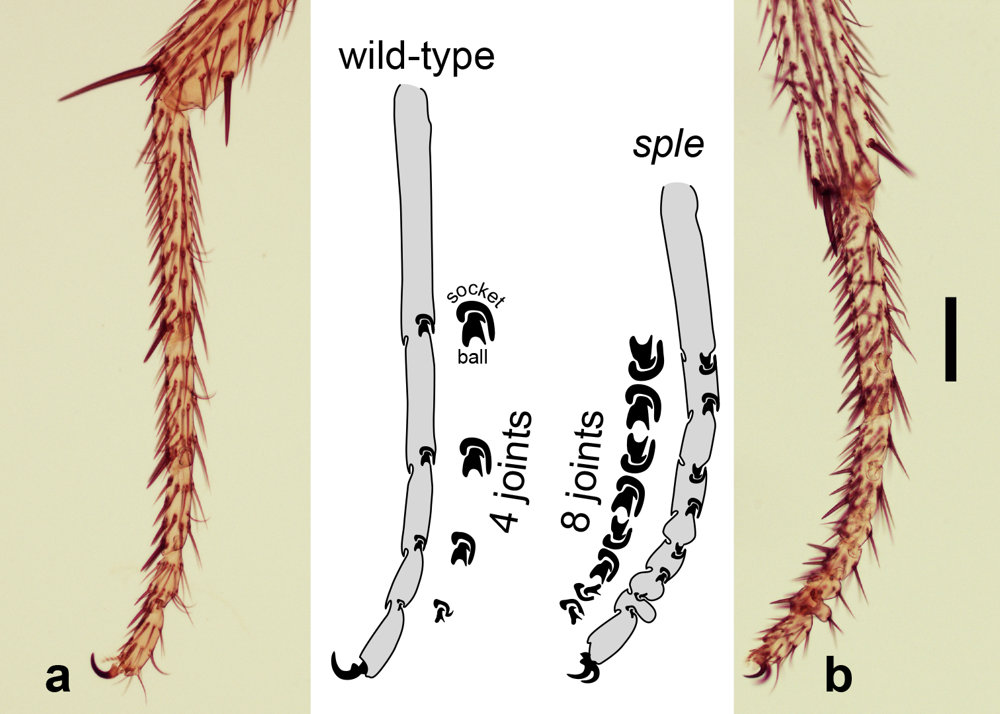 wild-type
sple
socket
ball
4 joints
8 joints
a
b